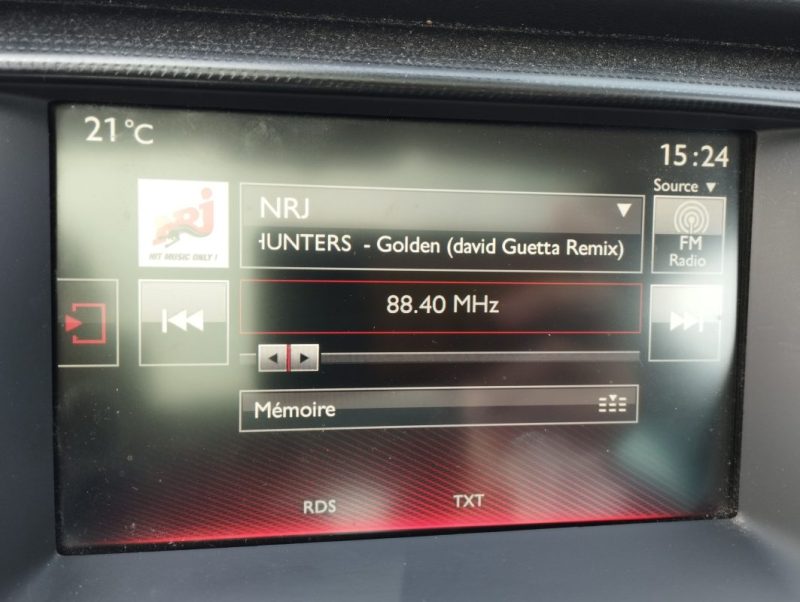 21°C
15:24
Source ▼
NRJ
NRJ
HUNTERS - Golden (david Guetta Remix)
HIT MUSIC ONLY !
FM
Radio
88.40 MHz
Mémoire
RDS
TXT